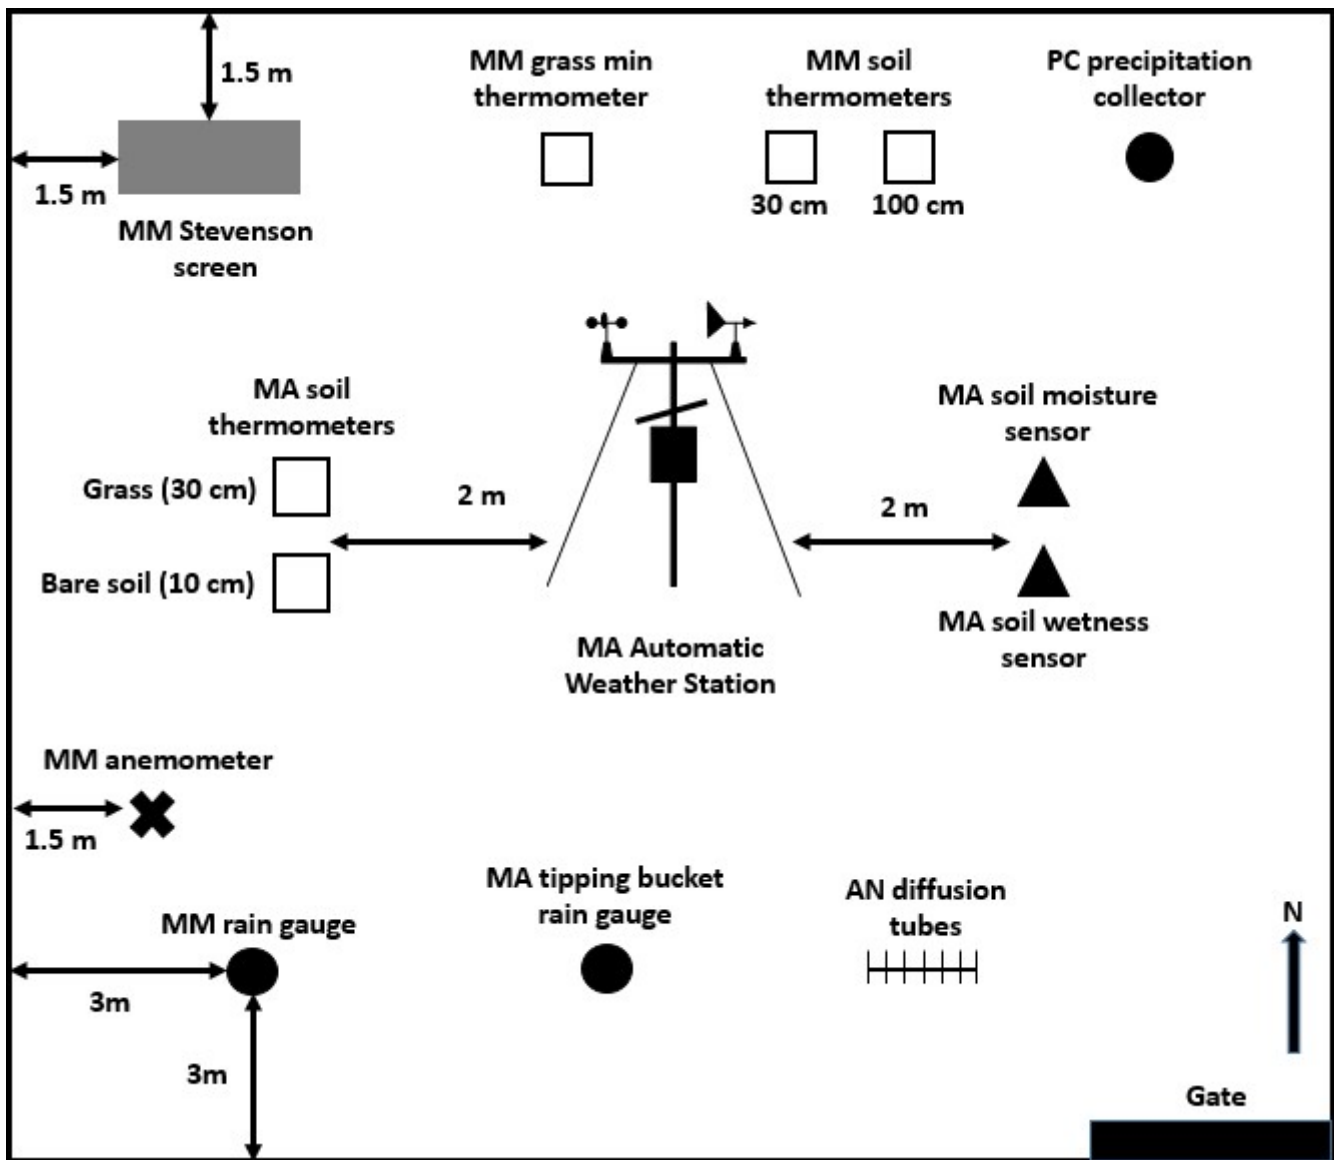 1.5 m
MM grass min
thermometer
MM soil
thermometers
PC precipitation
collector
1.5 m
30 cm
100 cm
MM Stevenson
screen
MA soil
thermometers
Grass (30 cm)
Bare soil (10 cm)
2 m
2 m
MA soil moisture
sensor
MA soil wetness
sensor
MA Automatic
Weather Station
MM anemometer
1.5 m
MM rain gauge
3m
3m
MA tipping bucket
rain gauge
AN diffusion
tubes
N
Gate